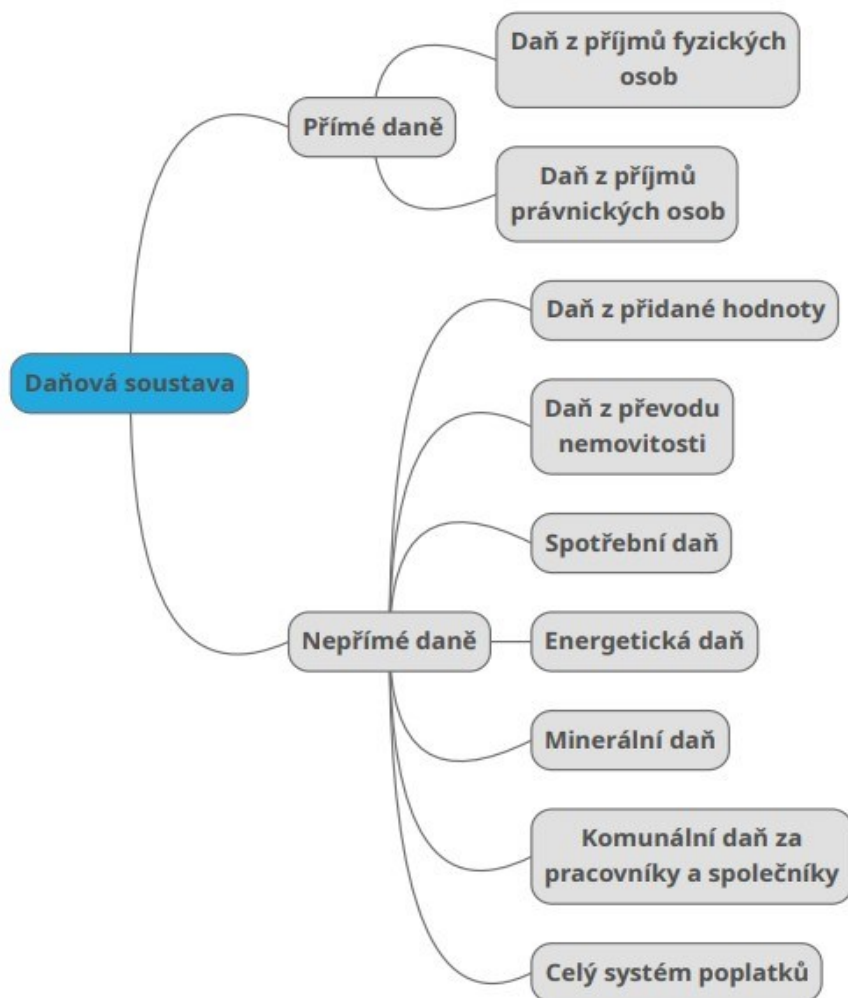 Daň z příjmů fyzických
osob
Přímé daně
Daň z příjmů
právnických osob
Daň z přidané hodnoty
Daňová soustava
Daň z převodu
nemovitosti
Spotřební daň
Nepřímé daně
Energetická daň
Minerální daň
Komunální daň za
pracovníky a společníky
Celý systém poplatků